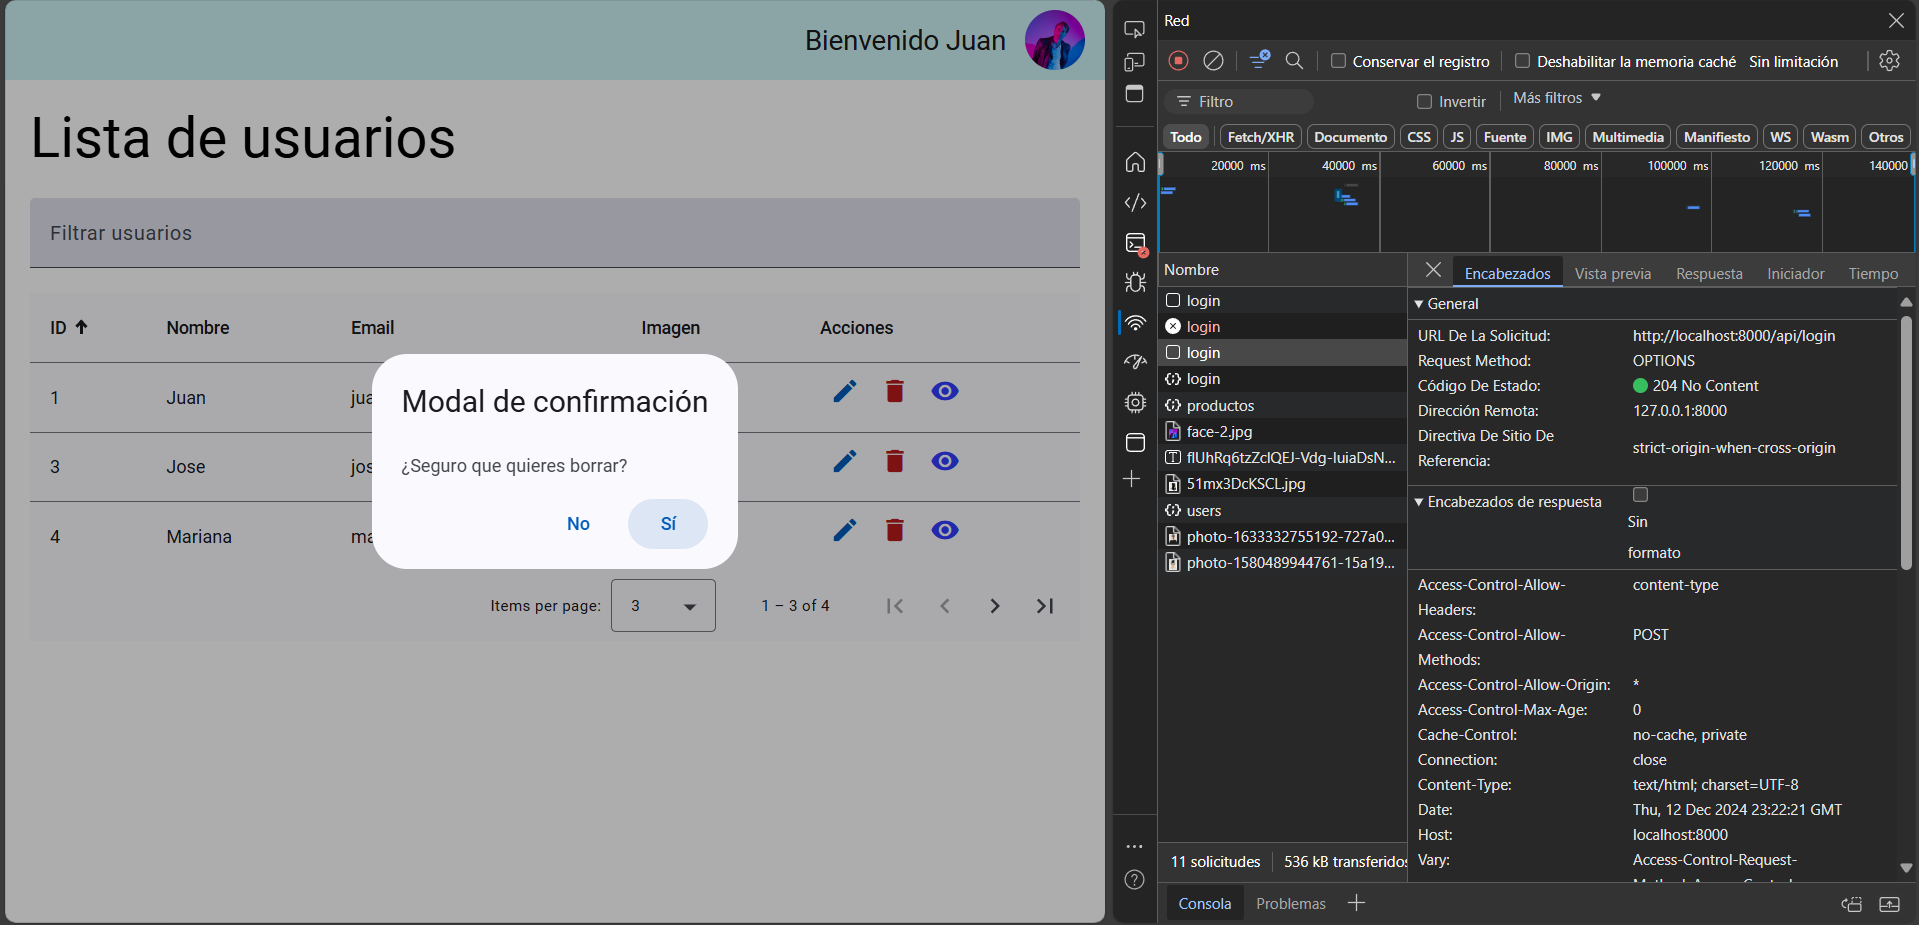 Bienvenido Juan
Lista de usuarios
Filtrar usuarios
ID Nombre Email Imagen Acciones
1 Juan jua
3 Jose jos
4 Mariana ma
Modal de confirmación
¿Seguro que quieres borrar?
No Sí
Items per page: 3 1 – 3 of 4
Red
Conservar el registro Deshabilitar la memoria caché Sin limitación
Filtro Invertir Más filtros
Todo Fetch/XHR Documento CSS JS Fuente IMG Multimedia Manifiesto WS Wasm Otros
20000 ms 40000 ms 60000 ms 80000 ms 100000 ms 120000 ms 140000
Nombre
login
login
login
login
productos
face-2.jpg
51mx3DcKSCL.jpg
users
photo-1633332755192-727a0...
photo-1580489944761-15a19...
11 solicitudes 536 kB transferidos
Encabezados Vista previa Respuesta Iniciador Tiempo
General
URL De La Solicitud: http://localhost:8000/api/login
Request Method: OPTIONS
Código De Estado: 204 No Content
Dirección Remota: 127.0.0.1:8000
Directiva De Sitio De
Referencia: strict-origin-when-cross-origin
Encabezados de respuesta
Sin
formato
Access-Control-Allow-
Headers: content-type
Access-Control-Allow-
Methods: POST
Access-Control-Allow-Origin: *
Access-Control-Max-Age: 0
Cache-Control: no-cache, private
Connection: close
Content-Type: text/html; charset=UTF-8
Date: Thu, 12 Dec 2024 23:22:21 GMT
Host: localhost:8000
Vary: Access-Control-Request-
Consola Problemas